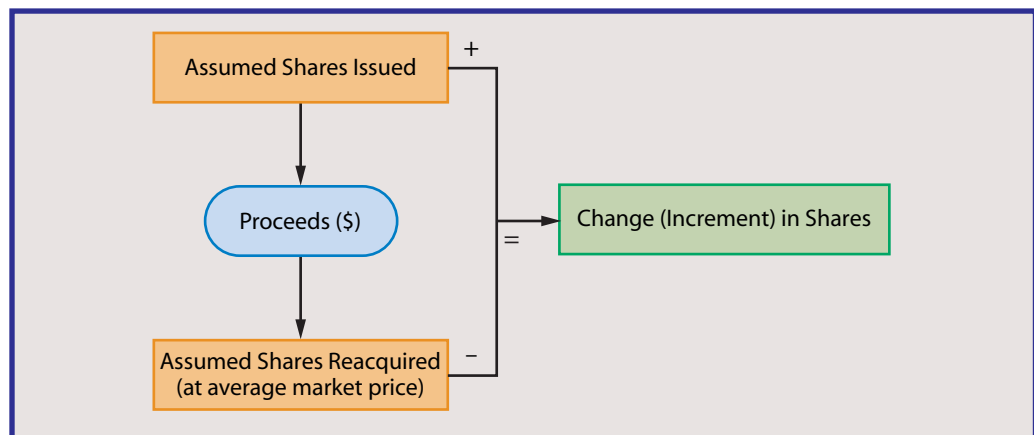 +
Assumed Shares Issued
Proceeds ($)
Change (Increment) in Shares
=
Assumed Shares Reacquired
(at average market price)
–